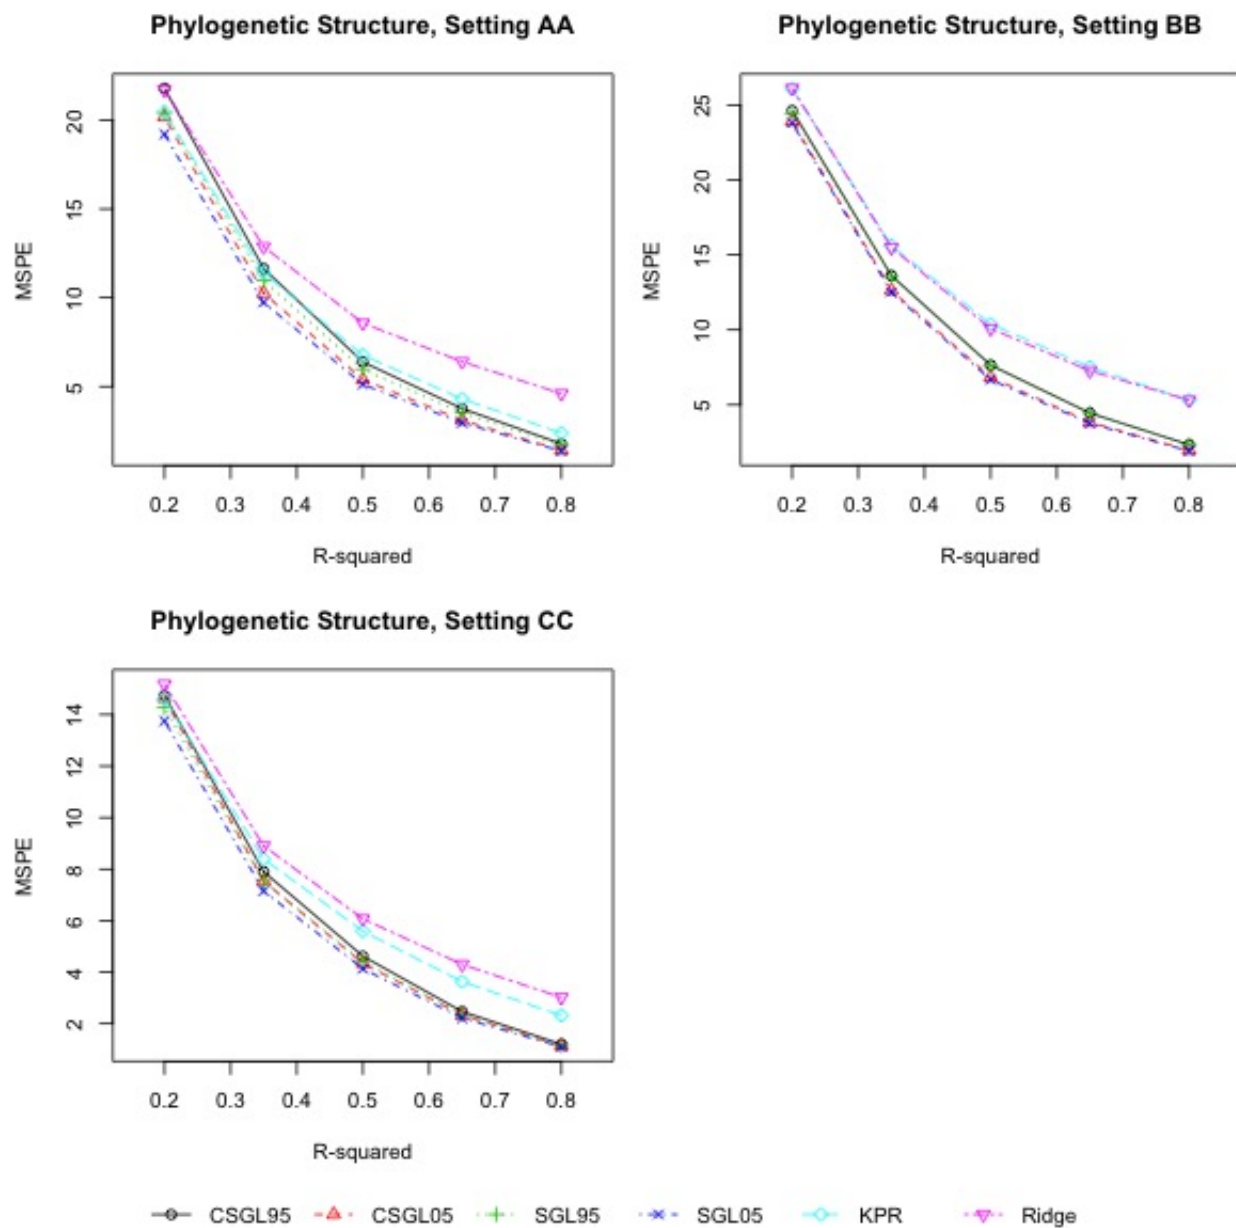 Phylogenetic Structure, Setting AA
MSPE
20
15
10
5
0.2 0.3 0.4 0.5 0.6 0.7 0.8
R-squared
Phylogenetic Structure, Setting BB
MSPE
25
20
15
10
5
0.2 0.3 0.4 0.5 0.6 0.7 0.8
R-squared
Phylogenetic Structure, Setting CC
MSPE
14
12
10
8
6
4
2
0.2 0.3 0.4 0.5 0.6 0.7 0.8
R-squared
CSGL95 CSGL05 SGL95 SGL05 KPR Ridge